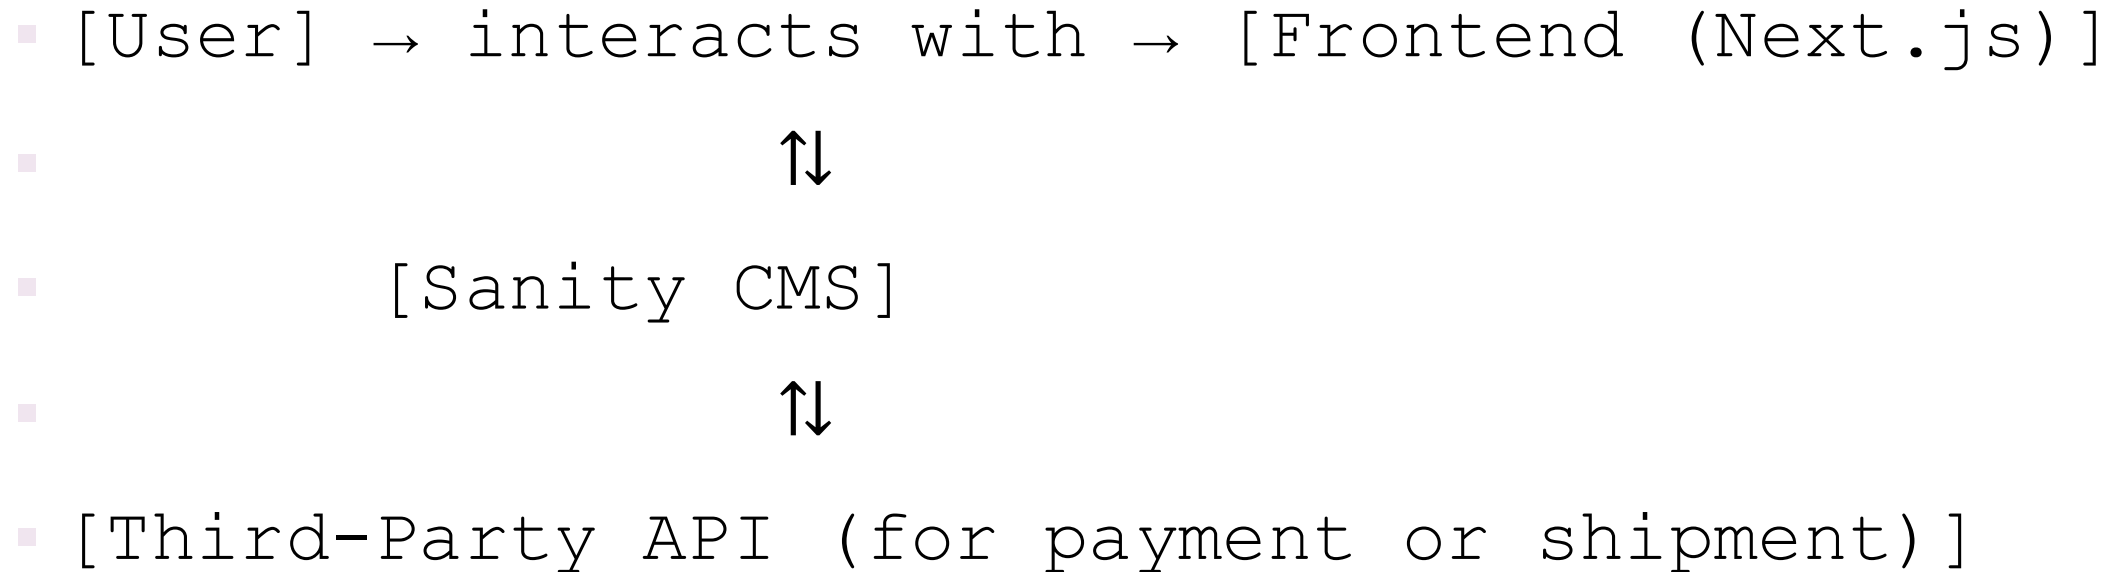 ▪ [User] → interacts with → [Frontend (Next.js)]
▪ ⇅
▪ [Sanity CMS]
▪ ⇅
▪ [Third-Party API (for payment or shipment)]